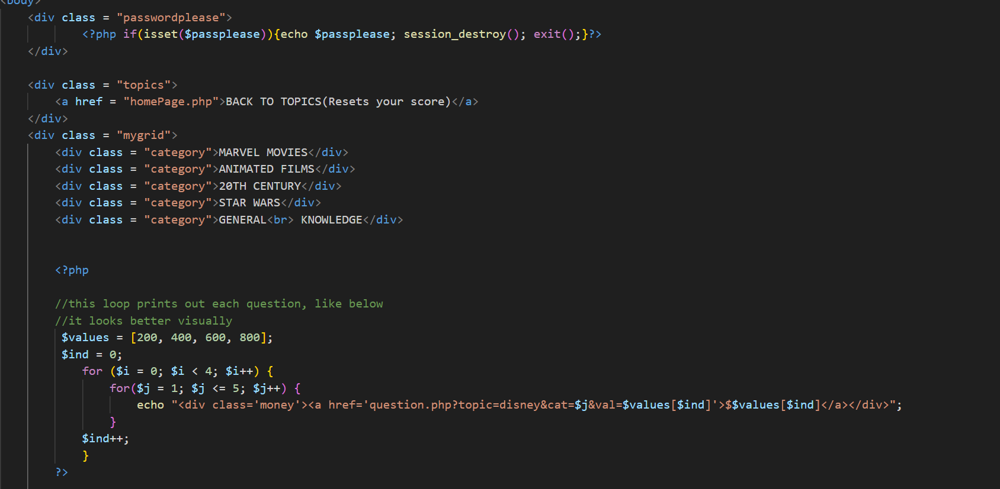 <body>
<div class = "passwordplease">
<?php if(isset($passplease)){echo $passplease; session_destroy(); exit();}?>
</div>
<div class = "topics">
<a href = "homePage.php">BACK TO TOPICS(Resets your score)</a>
</div>
<div class = "mygrid">
<div class = "category">MARVEL MOVIES</div>
<div class = "category">ANIMATED FILMS</div>
<div class = "category">20TH CENTURY</div>
<div class = "category">STAR WARS</div>
<div class = "category">GENERAL<br> KNOWLEDGE</div>
<?php
//this loop prints out each question, like below
//it looks better visually
$values = [200, 400, 600, 800];
$ind = 0;
for ($i = 0; $i < 4; $i++) {
for($j = 1; $j <= 5; $j++) {
echo "<div class='money'><a href='question.php?topic=disney&cat=$j&val=$values[$ind]'>$$values[$ind]</a></div>";
}
$ind++;
}
?>